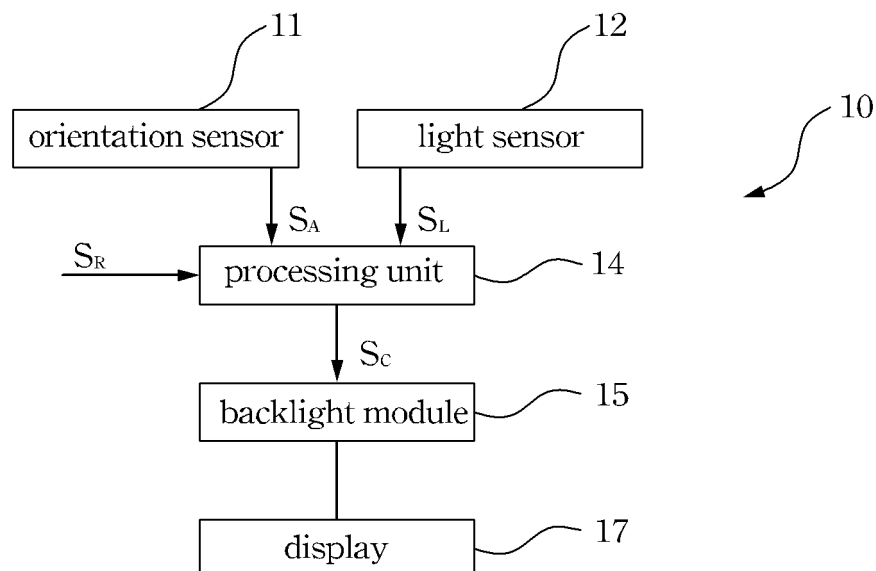 11
12
10
orientation sensor
light sensor
SA
SL
SR
processing unit
14
SC
backlight module
15
display
17